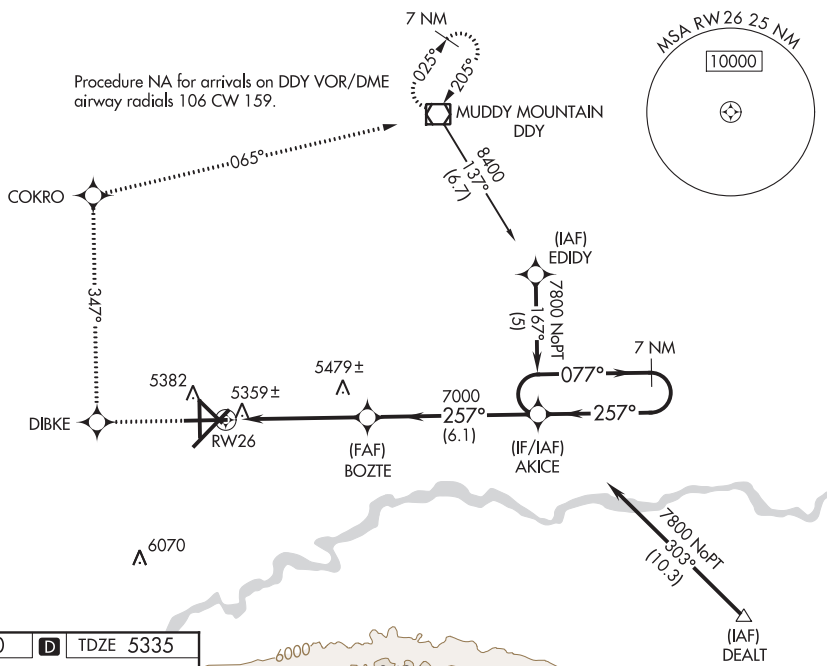 7 NM
MSA RW26 25 NM
10000
025°
205°
Procedure NA for arrivals on DDY VOR/DME
airway radials 106 CW 159.
MUDDY MOUNTAIN
DDY
065°
8400
137°
(6.7)
COKRO
(IAF)
EDIDY
347°
7800 NoPT
167°
(5)
7 NM
5382
5359±
5479±
7000
077°
DIBKE
RW26
257°
257°
(6.1)
(FAF)
BOZTE
(IF/IAF)
AKICE
6070
7800 NoPT
303°
(10.3)
D TDZE 5335
6000
(IAF)
DEALT